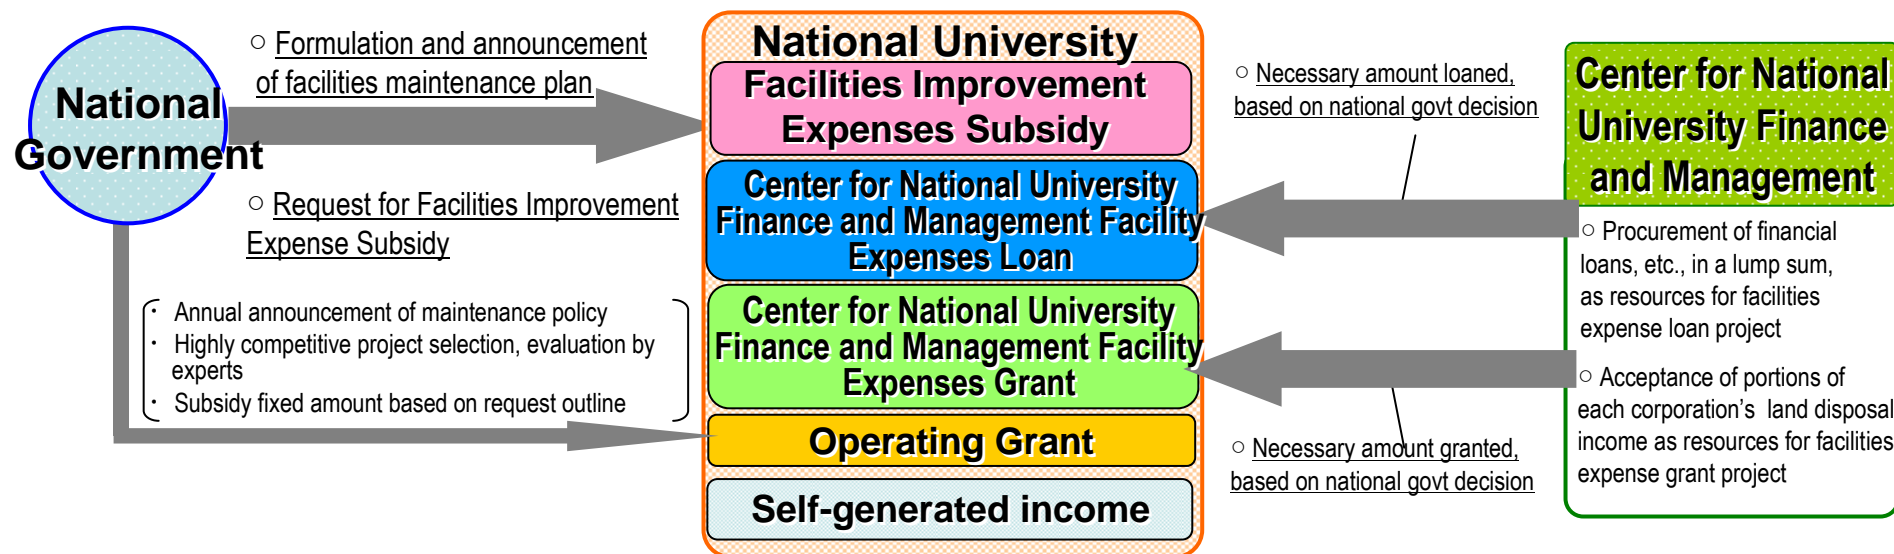 National
Government
○ Formulation and announcement
of facilities maintenance plan
○ Request for Facilities Improvement
Expense Subsidy
・ Annual announcement of maintenance policy
・ Highly competitive project selection, evaluation by
experts
・ Subsidy fixed amount based on request outline
National University
Facilities Improvement
Expenses Subsidy
Center for National University
Finance and Management Facility
Expenses Loan
Center for National University
Finance and Management Facility
Expenses Grant
Operating Grant
Self-generated income
○ Necessary amount loaned,
based on national govt decision
○ Necessary amount granted,
based on national govt decision
Center for National
University Finance
and Management
○ Procurement of financial
loans, etc., in a lump sum,
as resources for facilities
expense loan project
○ Acceptance of portions of
each corporation's land disposal
income as resources for facilities
expense grant project